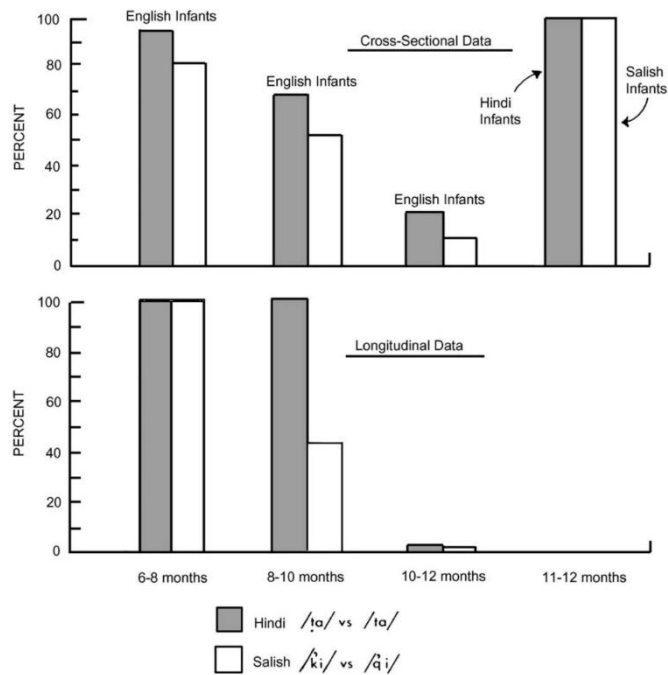 100
80
60
40
20
0
PERCENT
English Infants
English Infants
English Infants
Cross-Sectional Data
Hindi
Infants
Salish
Infants
100
80
60
40
20
0
PERCENT
Longitudinal Data
6-8 months 8-10 months 10-12 months 11-12 months
Hindi /ṭa/ vs /ta/
Salish /k̓i/ vs /q̓i/